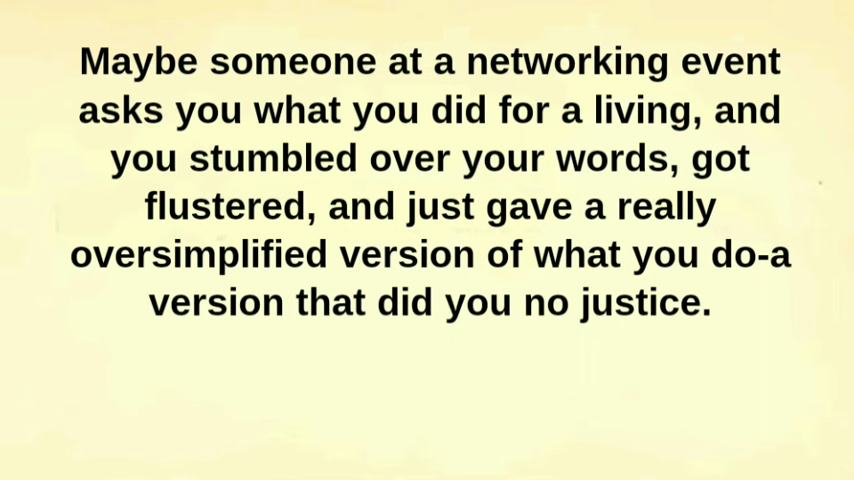 Maybe someone at a networking event
asks you what you did for a living, and
you stumbled over your words, got
flustered, and just gave a really
oversimplified version of what you do-a
version that did you no justice.